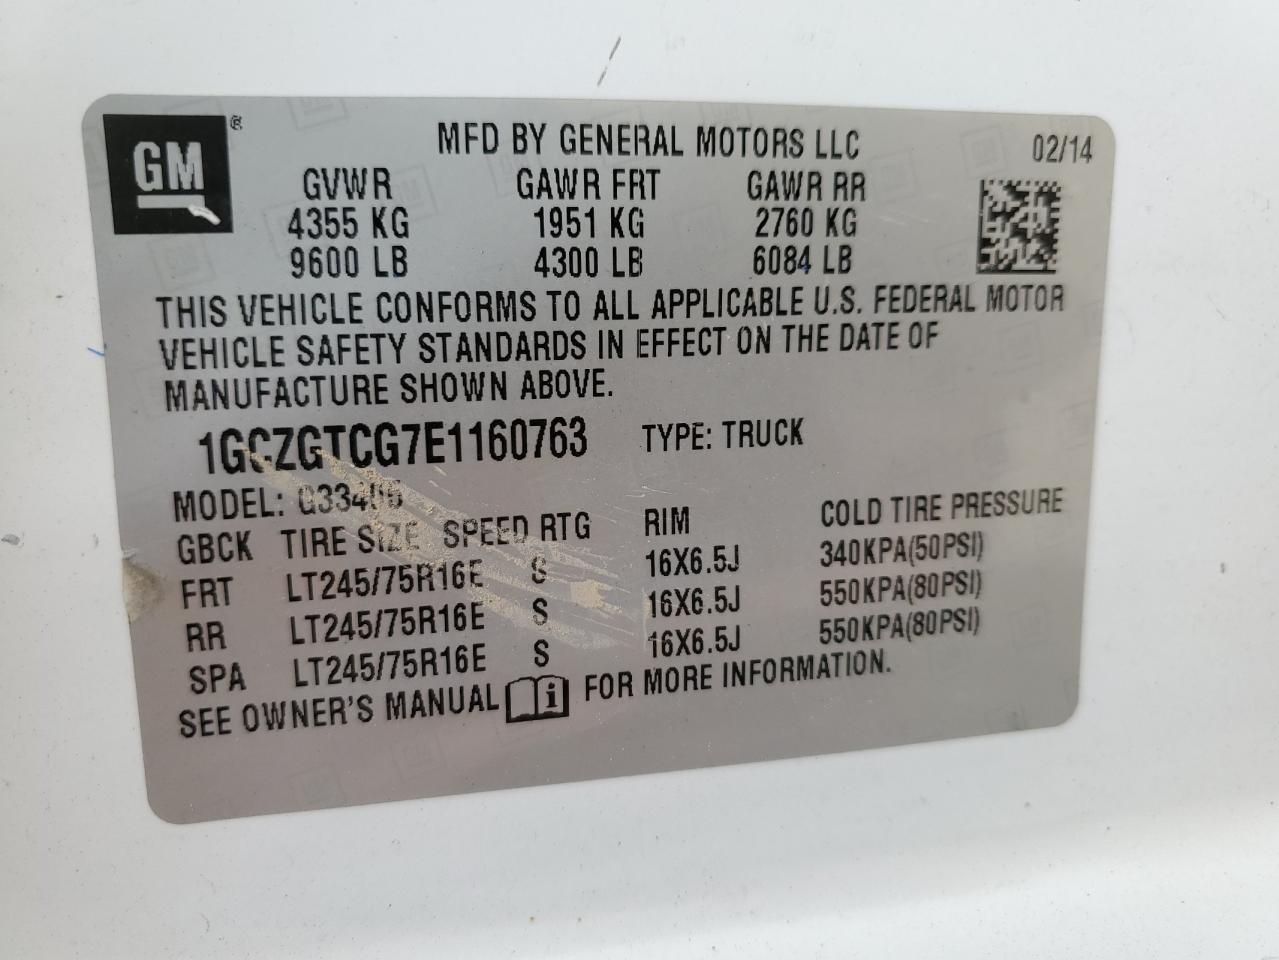 GM ®
MFD BY GENERAL MOTORS LLC 02/14
GVWR GAWR FRT GAWR RR
4355 KG 1951 KG 2760 KG
9600 LB 4300 LB 6084 LB
THIS VEHICLE CONFORMS TO ALL APPLICABLE U.S. FEDERAL MOTOR
VEHICLE SAFETY STANDARDS IN EFFECT ON THE DATE OF
MANUFACTURE SHOWN ABOVE.
1GCZGTCG7E1160763 TYPE: TRUCK
MODEL:
GBCK TIRE SIZE SPEED RTG RIM COLD TIRE PRESSURE
FRT LT245/75R16E S 16X6.5J 340KPA(50PSI)
RR LT245/75R16E S 16X6.5J 550KPA(80PSI)
SPA LT245/75R16E S 16X6.5J 550KPA(80PSI)
SEE OWNER'S MANUAL i FOR MORE INFORMATION.